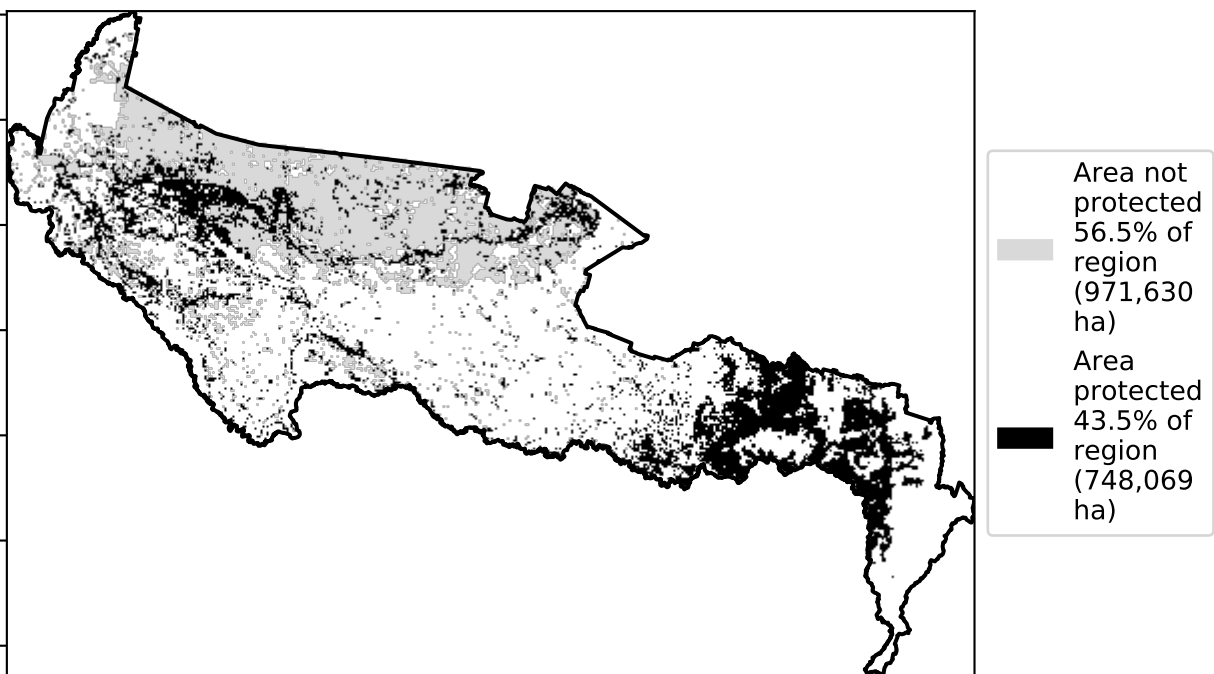 Area not
protected
56.5% of
region
(971,630
ha)
Area
protected
43.5% of
region
(748,069
ha)